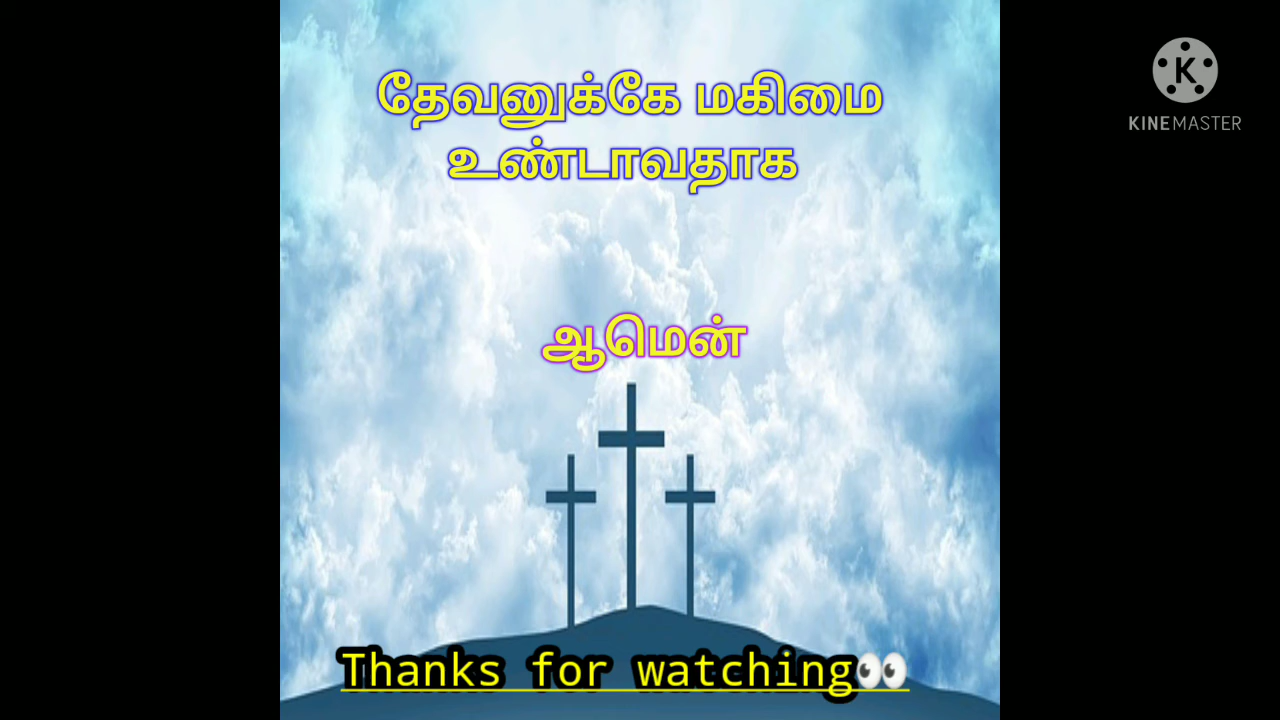 தேவனுக்கே மகிமை
உண்டாவதாக
ஆமென்
Thanks for watching👀
K
KINEMASTER